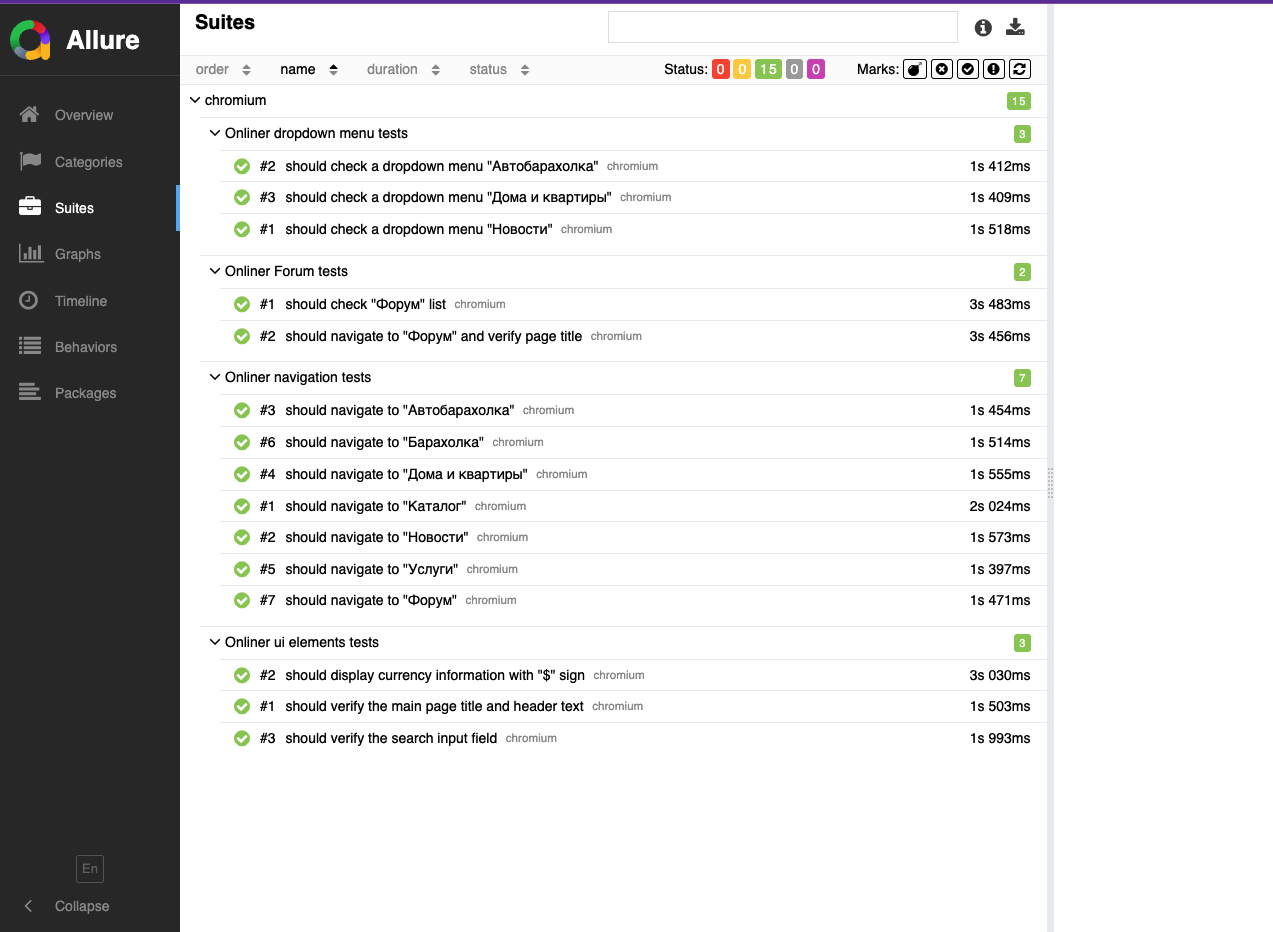 Allure
Overview
Categories
Suites
Graphs
Timeline
Behaviors
Packages
En
Collapse
Suites
order name duration status Status: 0 0 15 0 0 Marks:
chromium 15
Onliner dropdown menu tests 3
#2 should check a dropdown menu "Автобарахолка" chromium 1s 412ms
#3 should check a dropdown menu "Дома и квартиры" chromium 1s 409ms
#1 should check a dropdown menu "Новости" chromium 1s 518ms
Onliner Forum tests 2
#1 should check "Форум" list chromium 3s 483ms
#2 should navigate to "Форум" and verify page title chromium 3s 456ms
Onliner navigation tests 7
#3 should navigate to "Автобарахолка" chromium 1s 454ms
#6 should navigate to "Барахолка" chromium 1s 514ms
#4 should navigate to "Дома и квартиры" chromium 1s 555ms
#1 should navigate to "Каталог" chromium 2s 024ms
#2 should navigate to "Новости" chromium 1s 573ms
#5 should navigate to "Услуги" chromium 1s 397ms
#7 should navigate to "Форум" chromium 1s 471ms
Onliner ui elements tests 3
#2 should display currency information with "$" sign chromium 3s 030ms
#1 should verify the main page title and header text chromium 1s 503ms
#3 should verify the search input field chromium 1s 993ms